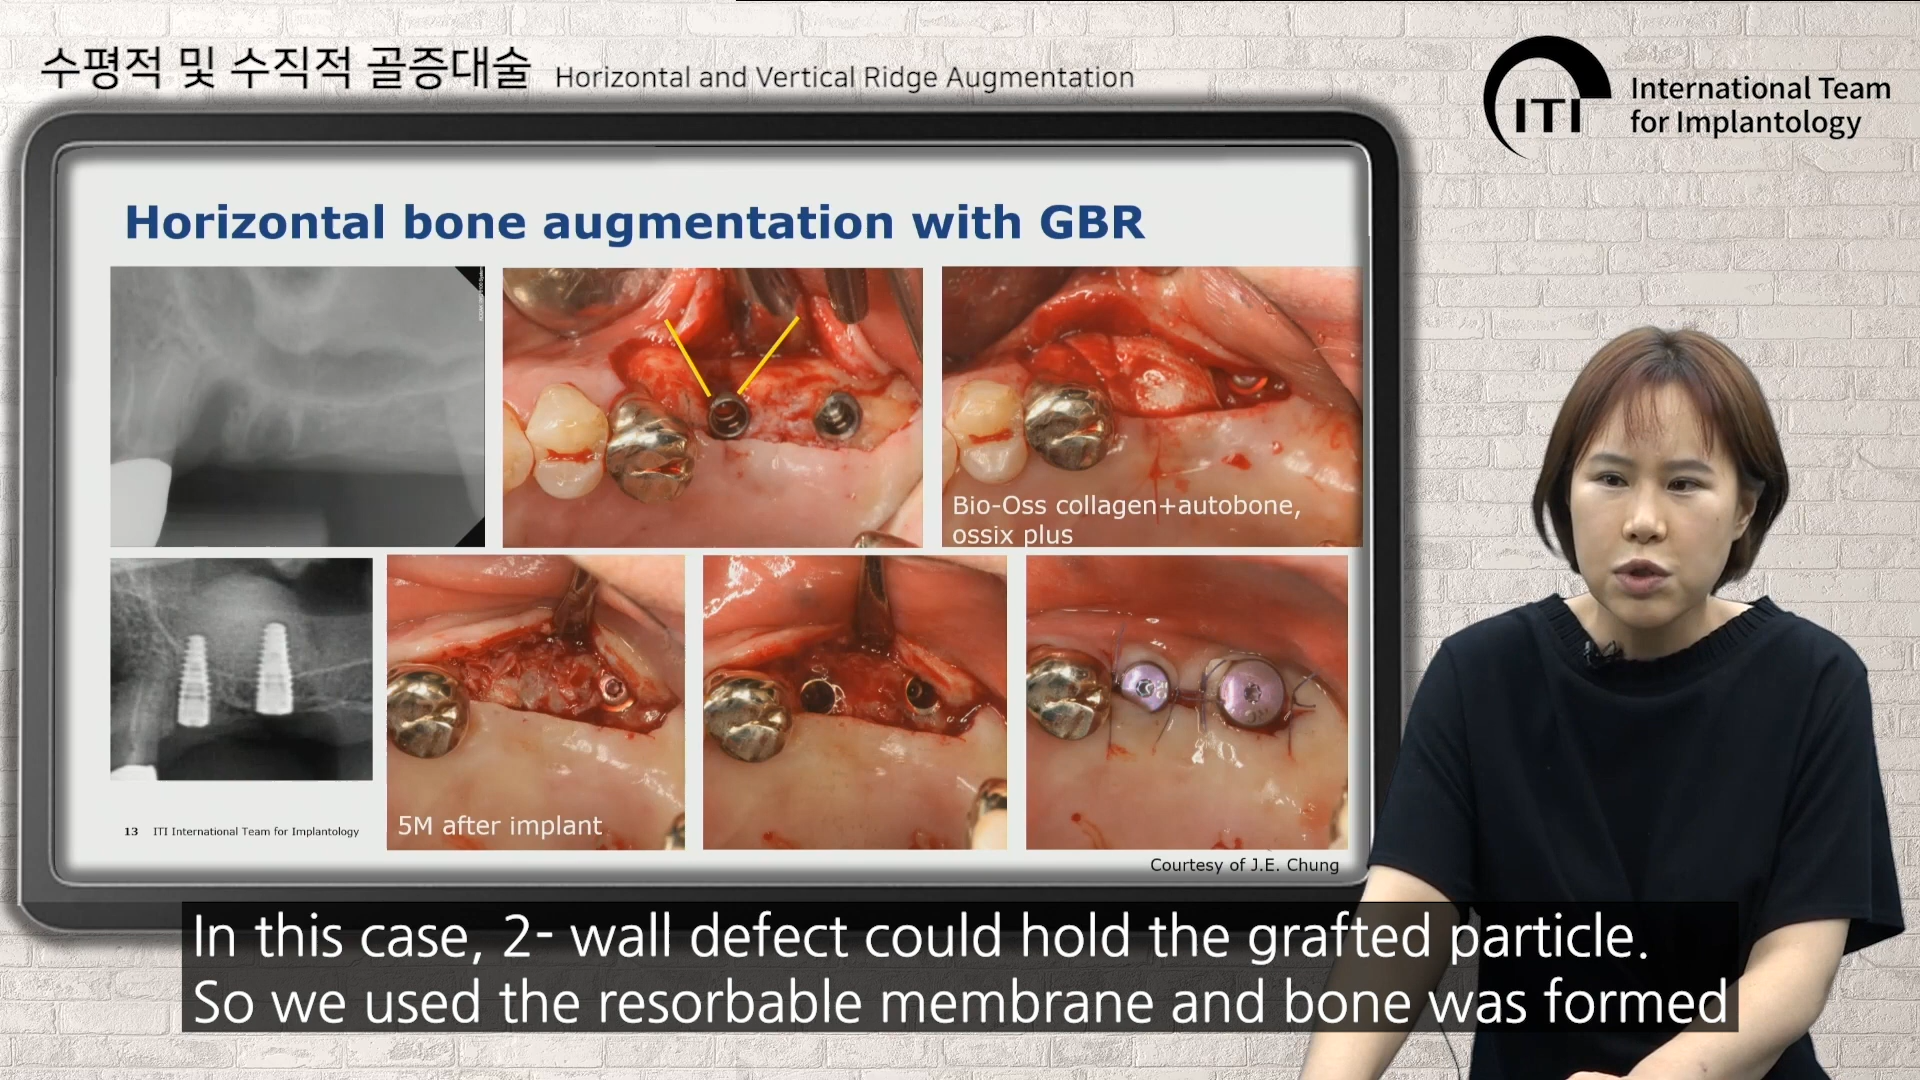 수평적 및 수직적 골증대술 Horizontal and Vertical Ridge Augmentation
ITI International Team
for Implantology
Horizontal bone augmentation with GBR
Bio-Oss collagen+autobone,
ossix plus
5M after implant
13 ITI International Team for Implantology
Courtesy of J.E. Chung
In this case, 2- wall defect could hold the grafted particle.
So we used the resorbable membrane and bone was formed